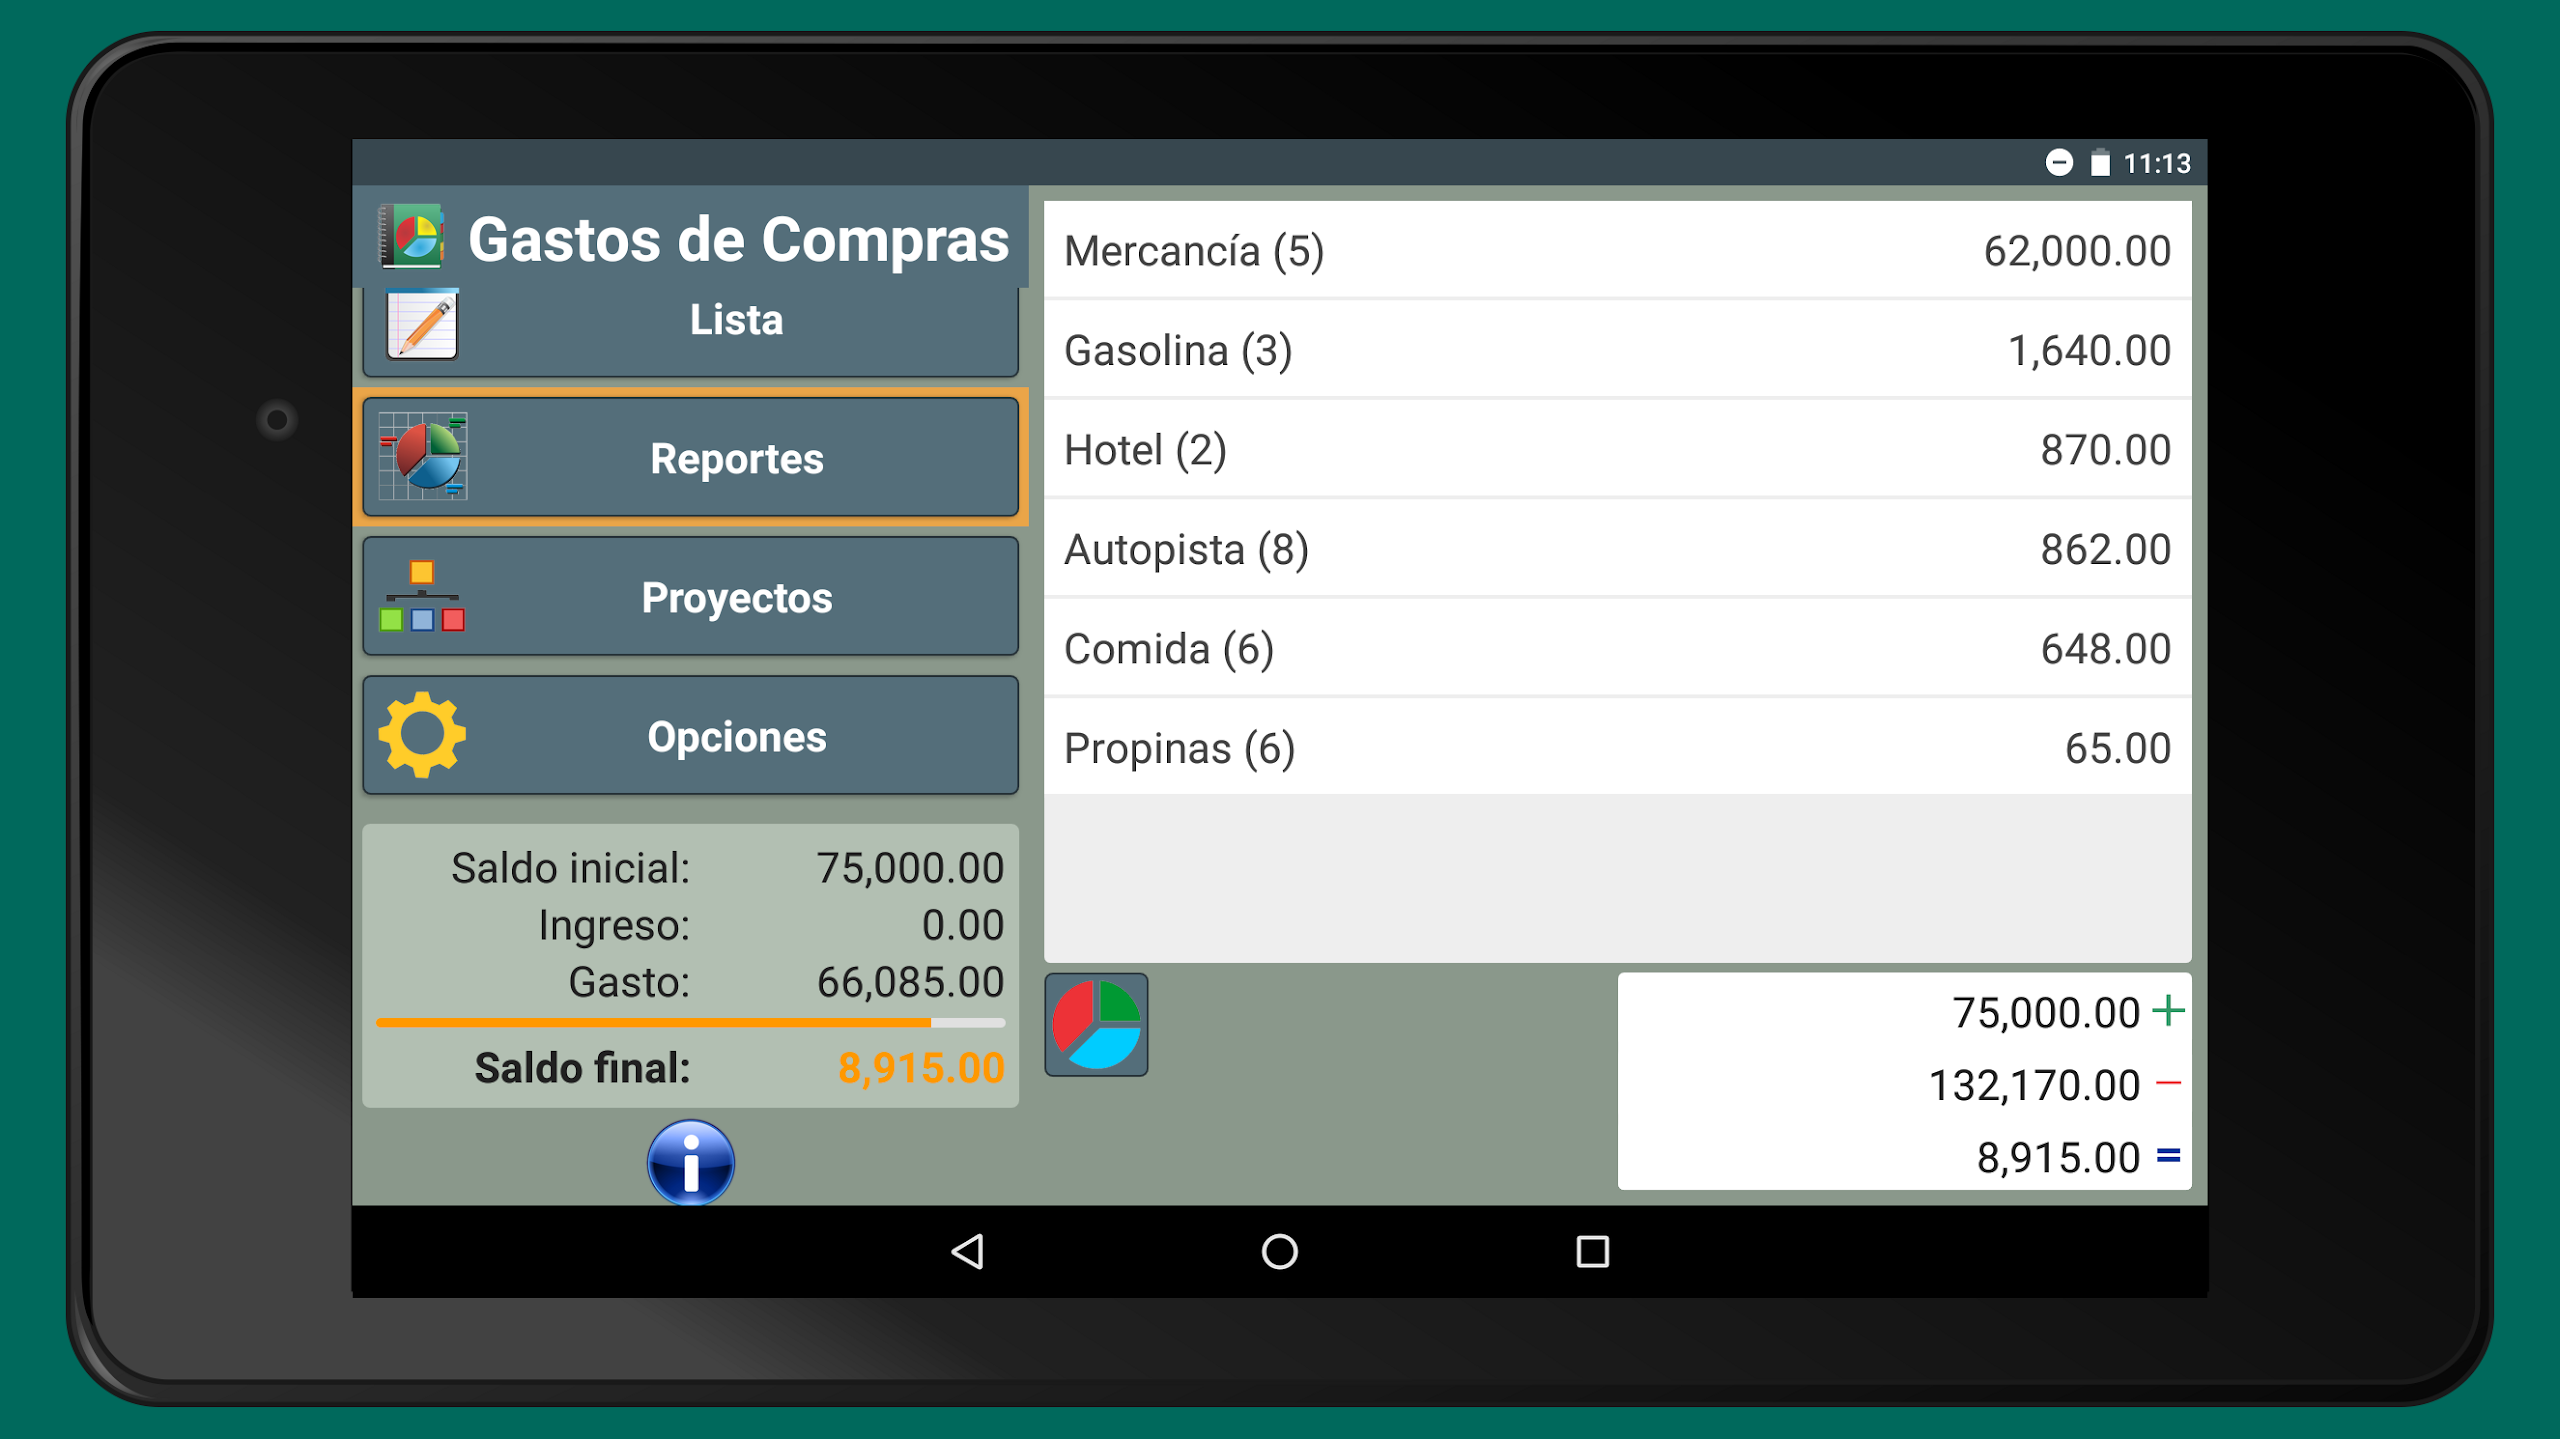 11:13
Gastos de Compras
Lista
Reportes
Proyectos
Opciones
Saldo inicial: 75,000.00
Ingreso: 0.00
Gasto: 66,085.00
Saldo final: 8,915.00
Mercancía (5) 62,000.00
Gasolina (3) 1,640.00
Hotel (2) 870.00
Autopista (8) 862.00
Comida (6) 648.00
Propinas (6) 65.00
75,000.00 +
132,170.00 −
8,915.00 =